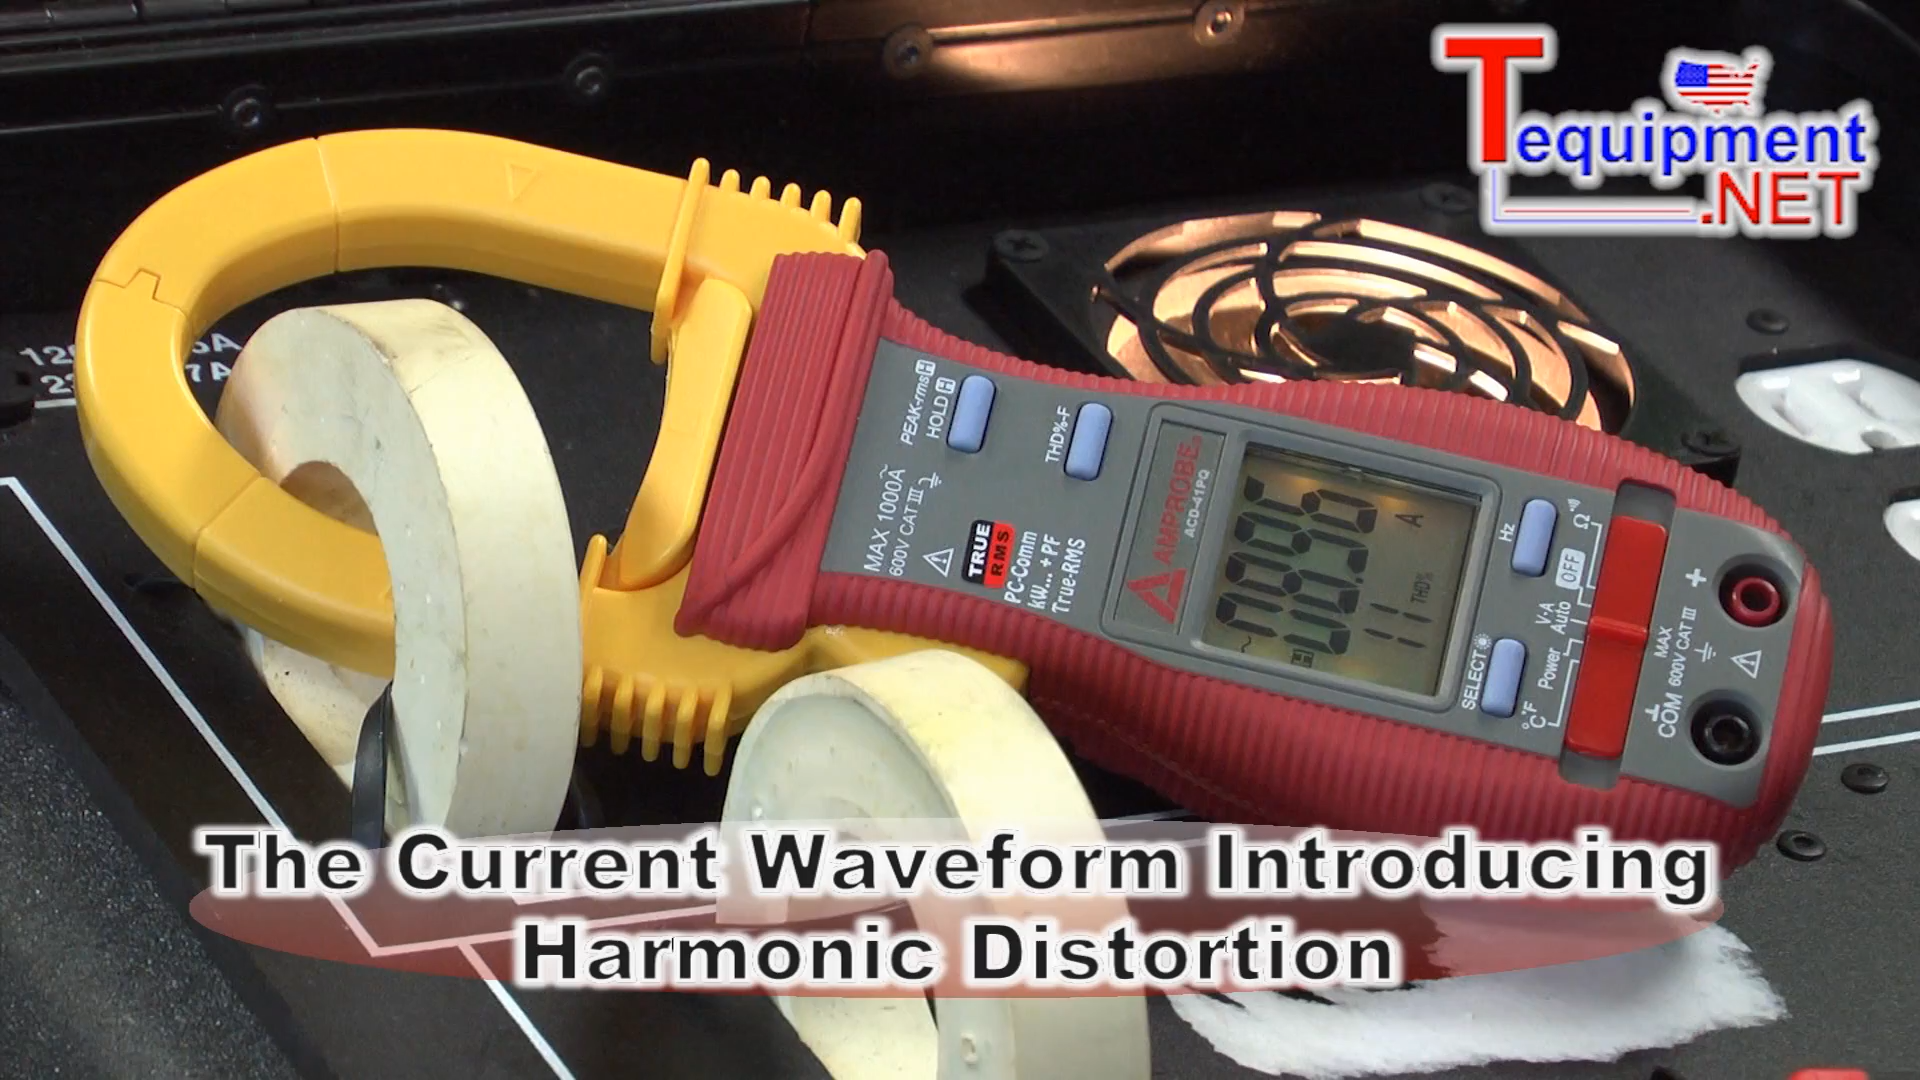 Tequipment
.NET
PEAK-rms H
HOLD H
THD%-F
MAX 1000A
600V CAT III
TRUE
RMS
PC-Comm
kW... + PF
True-RMS
AMPROBE
ACD-41PQ
A
THD%
H
Hz
Ω
OFF
V·A
Auto
SELECT
Power
°C°F
+
MAX
600V CAT III
COM
The Current Waveform Introducing
Harmonic Distortion